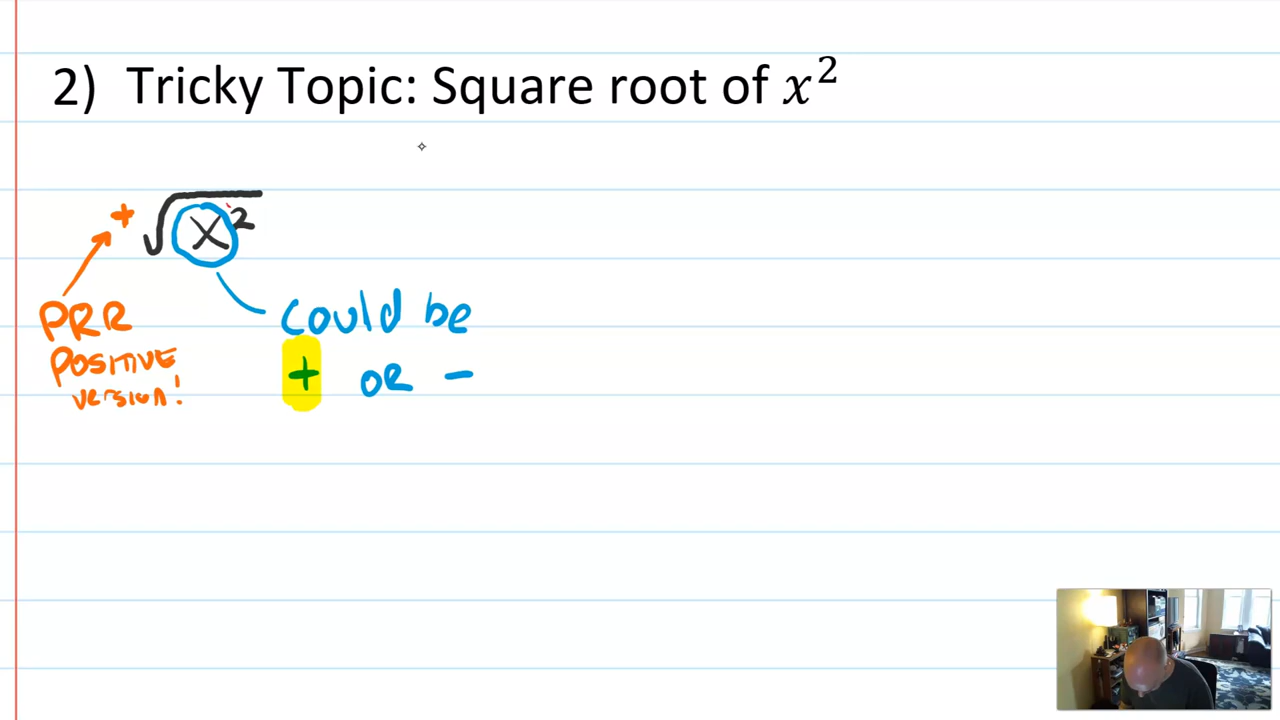 2) Tricky Topic: Square root of x²
+ √x²
PRR
POSITIVE
version!
could be
+ OR -